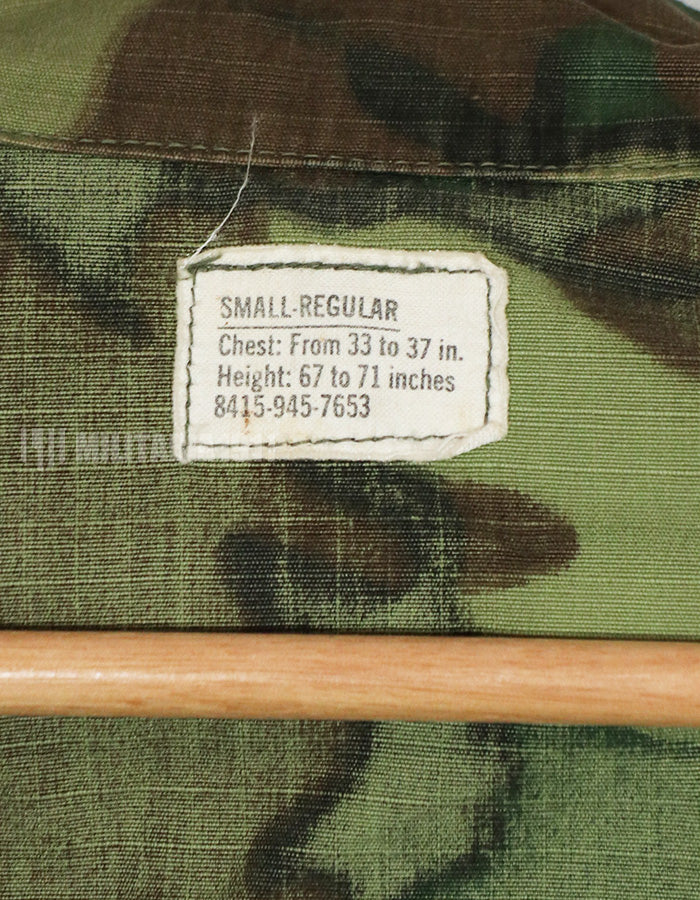 SMALL-REGULAR
Chest: From 33 to 37 in.
Height: 67 to 71 inches
8415-945-7653